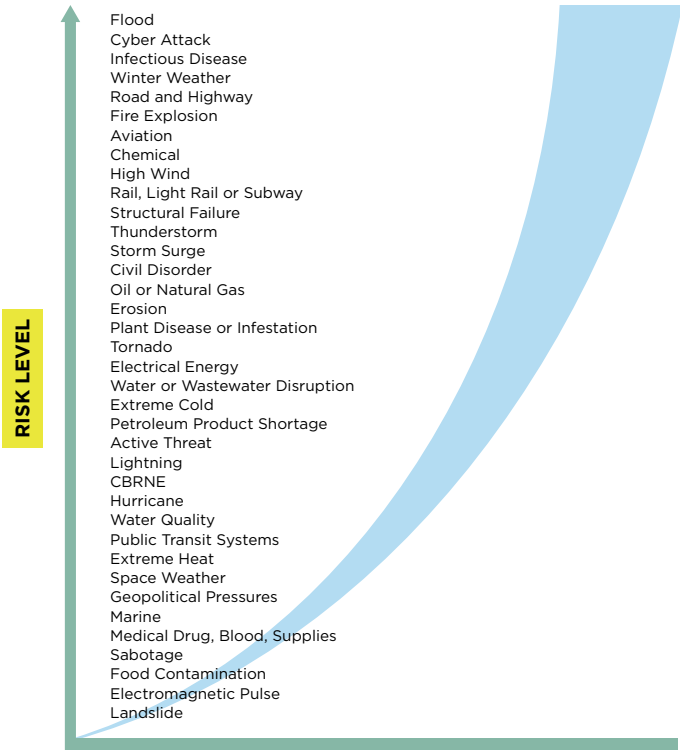 Flood
Cyber Attack
Infectious Disease
Winter Weather
Road and Highway
Fire Explosion
Aviation
Chemical
High Wind
Rail, Light Rail or Subway
Structural Failure
Thunderstorm
Storm Surge
Civil Disorder
Oil or Natural Gas
Erosion
Plant Disease or Infestation
Tornado
Electrical Energy
Water or Wastewater Disruption
Extreme Cold
Petroleum Product Shortage
Active Threat
Lightning
CBRNE
Hurricane
Water Quality
Public Transit Systems
Extreme Heat
Space Weather
Geopolitical Pressures
Marine
Medical Drug, Blood, Supplies
Sabotage
Food Contamination
Electromagnetic Pulse
Landslide
RISK LEVEL